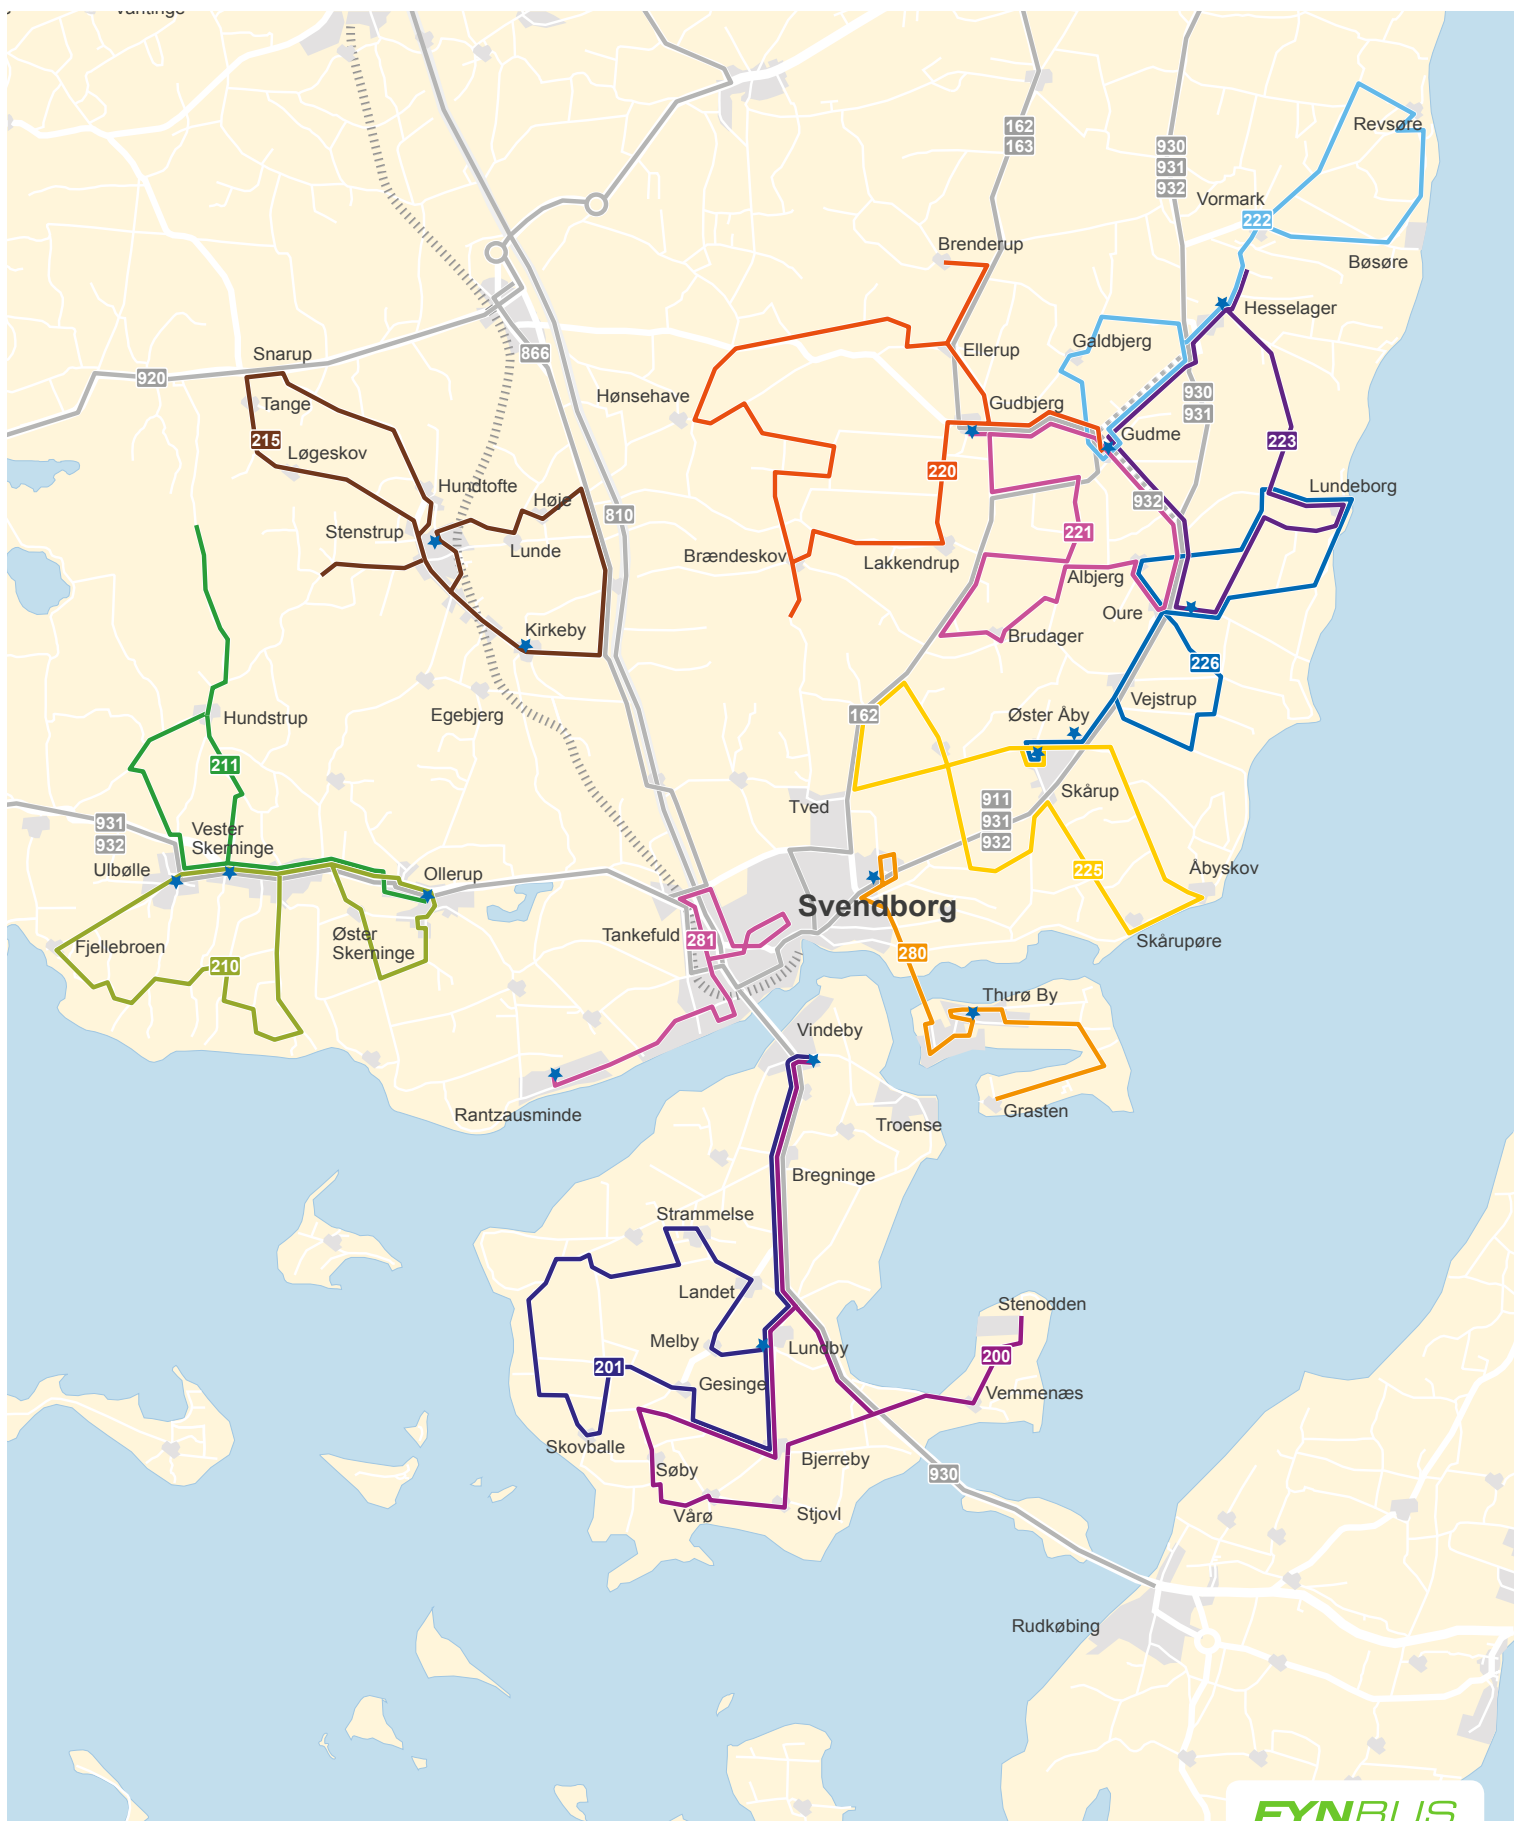 162
163
930
931
932
Revsøre
Vormark
222
Brenderup
Bøsøre
Hesselager
Snarup
866
Galdbjerg
Ellerup
920
Hønsehave
930
931
Tange
Gudbjerg
Gudme
215
223
Løgeskov
220
Hundtofte
Høje
932
Lundeborg
810
Stenstrup
Lunde
221
Brændeskov
Lakkendrup
Albjerg
Oure
Kirkeby
Brudager
226
Egebjerg
Hundstrup
162
Øster Åby
Vejstrup
211
Skårup
Tved
911
931
932
931
932
Vester
Skerninge
Ulbølle
Ollerup
225
Åbyskov
Svendborg
Fjellebroen
Øster
Skerninge
Tankefuld
281
Skårupøre
210
280
Thurø By
Vindeby
Rantzausminde
Troense
Grasten
Bregninge
Strammelse
Landet
Stenodden
Melby
Lundby
200
201
Gesinge
Vemmenæs
Skovballe
Søby
Bjerreby
930
Vårø
Stjovl
Rudkøbing
FYNBUS